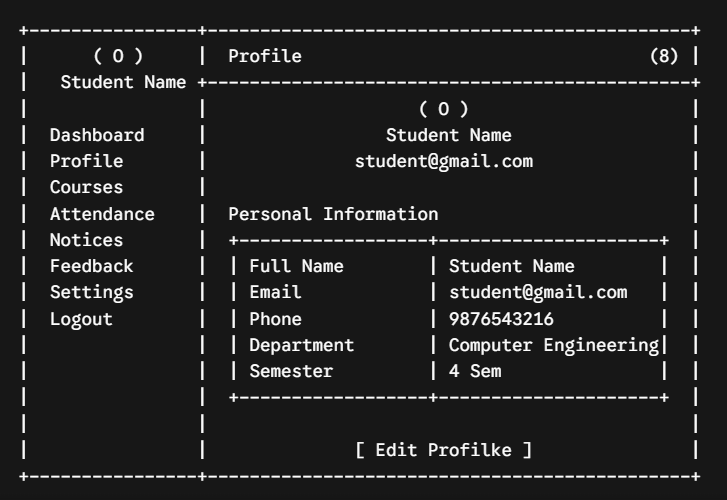 +----------------+----------------------------------------------+
|      ( O )     |  Profile                                 (8) |
|   Student Name +----------------------------------------------+
|                |                    ( O )                     |
|  Dashboard     |                 Student Name                 |
|  Profile       |              student@gmail.com               |
|  Courses       |                                              |
|  Attendance    |  Personal Information                        |
|  Notices       |  +------------------+---------------------+  |
|  Feedback      |  | Full Name        | Student Name        |  |
|  Settings      |  | Email            | student@gmail.com   |  |
|  Logout        |  | Phone            | 9876543216          |  |
|                |  | Department       | Computer Engineering|  |
|                |  | Semester         | 4 Sem               |  |
|                |  +------------------+---------------------+  |
|                |                                              |
|                |              [ Edit Profilke ]               |
+----------------+----------------------------------------------+